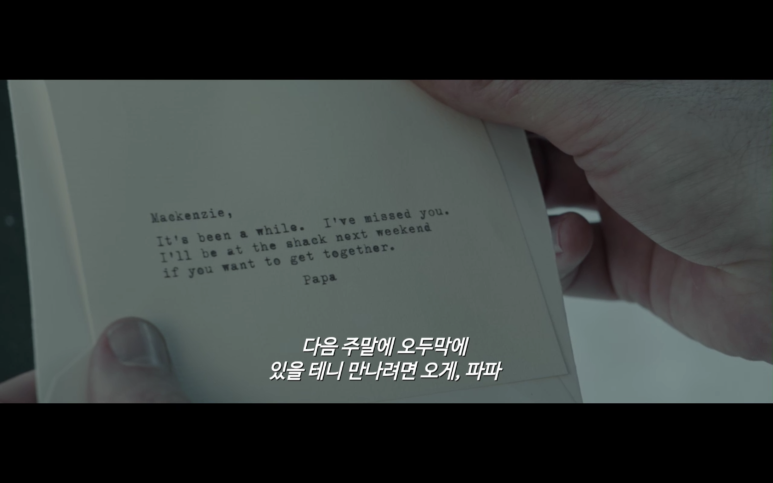 Mackenzie,
It's been a while.  I've missed you.
I'll be at the shack next weekend
if you want to get together.
Papa
다음 주말에 오두막에
있을 테니 만나려면 오게, 파파